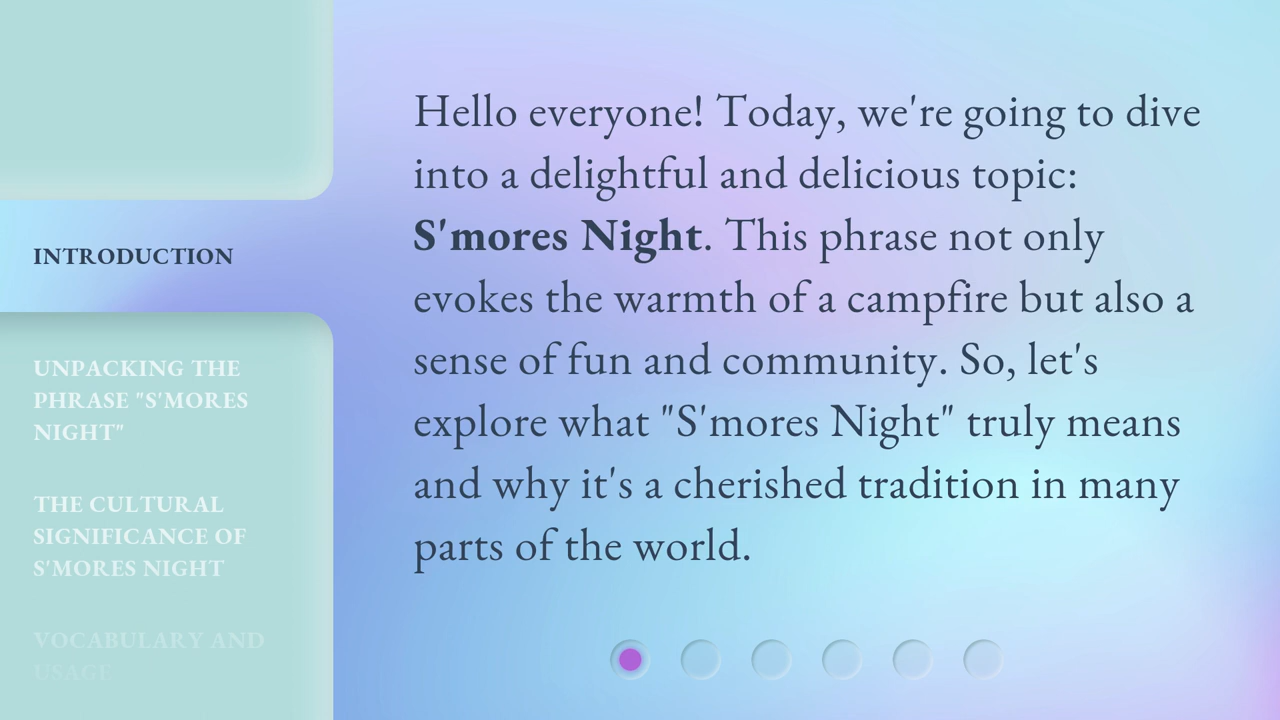 INTRODUCTION
UNPACKING THE
PHRASE "S'MORES
NIGHT"
THE CULTURAL
SIGNIFICANCE OF
S'MORES NIGHT
VOCABULARY AND
USAGE
Hello everyone! Today, we're going to dive
into a delightful and delicious topic:
S'mores Night. This phrase not only
evokes the warmth of a campfire but also a
sense of fun and community. So, let's
explore what "S'mores Night" truly means
and why it's a cherished tradition in many
parts of the world.